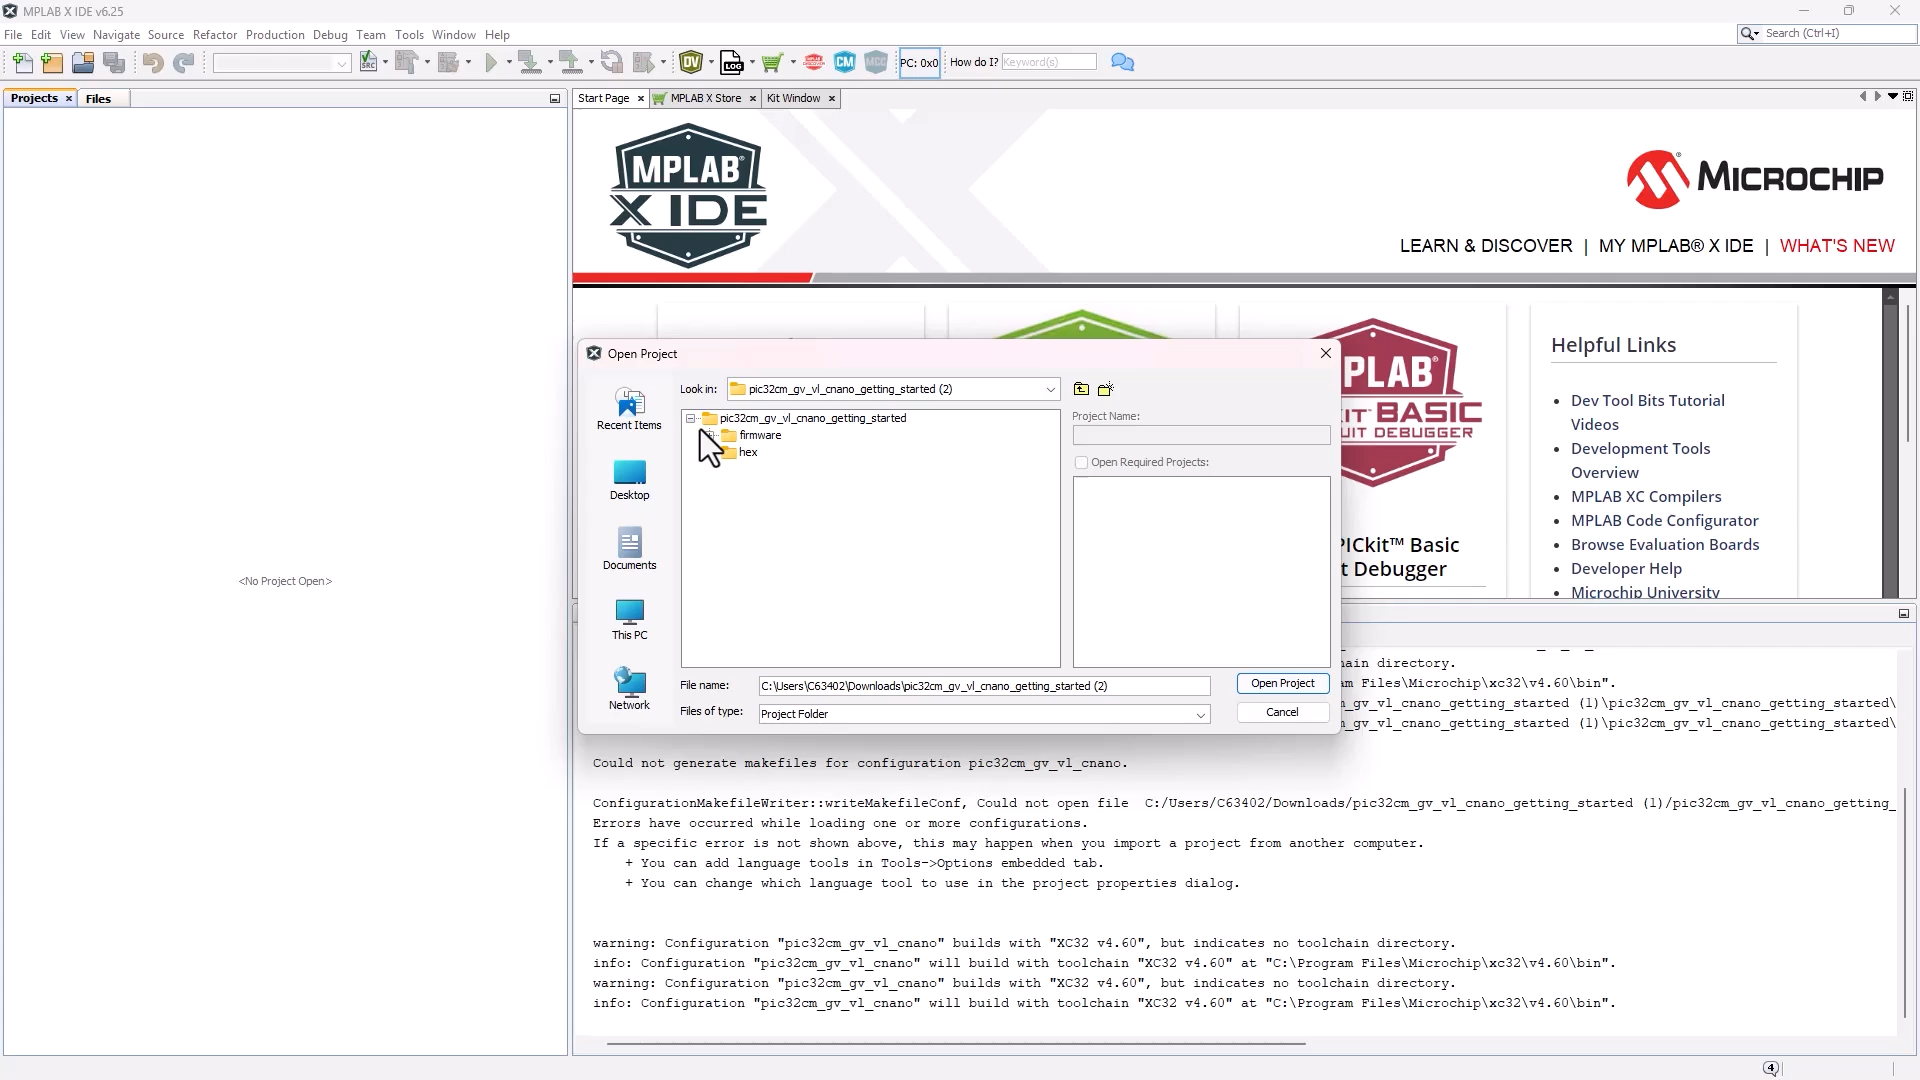 MPLAB X IDE v6.25
File Edit View Navigate Source Refactor Production Debug Team Tools Window Help
Search (Ctrl+I)
SRC
DV
LOG
CM
MCC
PC: 0x0
How do I?
Keyword(s)
Projects
Files
Start Page
MPLAB X Store
Kit Window
MPLAB®
X IDE
MICROCHIP
LEARN & DISCOVER | MY MPLAB® X IDE | WHAT'S NEW
<No Project Open>
PLAB®
KIT™ BASIC
UIT DEBUGGER
PICkit™ Basic
t Debugger
Helpful Links
• Dev Tool Bits Tutorial
Videos
• Development Tools
Overview
• MPLAB XC Compilers
• MPLAB Code Configurator
• Browse Evaluation Boards
• Developer Help
• Microchip University
Open Project
Look in:
pic32cm_gv_vl_cnano_getting_started (2)
Recent Items
Desktop
Documents
This PC
Network
pic32cm_gv_vl_cnano_getting_started
firmware
hex
Project Name:
Open Required Projects:
File name:
C:\Users\C63402\Downloads\pic32cm_gv_vl_cnano_getting_started (2)
Open Project
Files of type:
Project Folder
Cancel
ain directory.
m Files\Microchip\xc32\v4.60\bin".
_gv_vl_cnano_getting_started (1)\pic32cm_gv_vl_cnano_getting_started\
_gv_vl_cnano_getting_started (1)\pic32cm_gv_vl_cnano_getting_started\
Could not generate makefiles for configuration pic32cm_gv_vl_cnano.
ConfigurationMakefileWriter::writeMakefileConf, Could not open file C:/Users/C63402/Downloads/pic32cm_gv_vl_cnano_getting_started (1)/pic32cm_gv_vl_cnano_getting_
Errors have occurred while loading one or more configurations.
If a specific error is not shown above, this may happen when you import a project from another computer.
+ You can add language tools in Tools->Options embedded tab.
+ You can change which language tool to use in the project properties dialog.
warning: Configuration "pic32cm_gv_vl_cnano" builds with "XC32 v4.60", but indicates no toolchain directory.
info: Configuration "pic32cm_gv_vl_cnano" will build with toolchain "XC32 v4.60" at "C:\Program Files\Microchip\xc32\v4.60\bin".
warning: Configuration "pic32cm_gv_vl_cnano" builds with "XC32 v4.60", but indicates no toolchain directory.
info: Configuration "pic32cm_gv_vl_cnano" will build with toolchain "XC32 v4.60" at "C:\Program Files\Microchip\xc32\v4.60\bin".
4